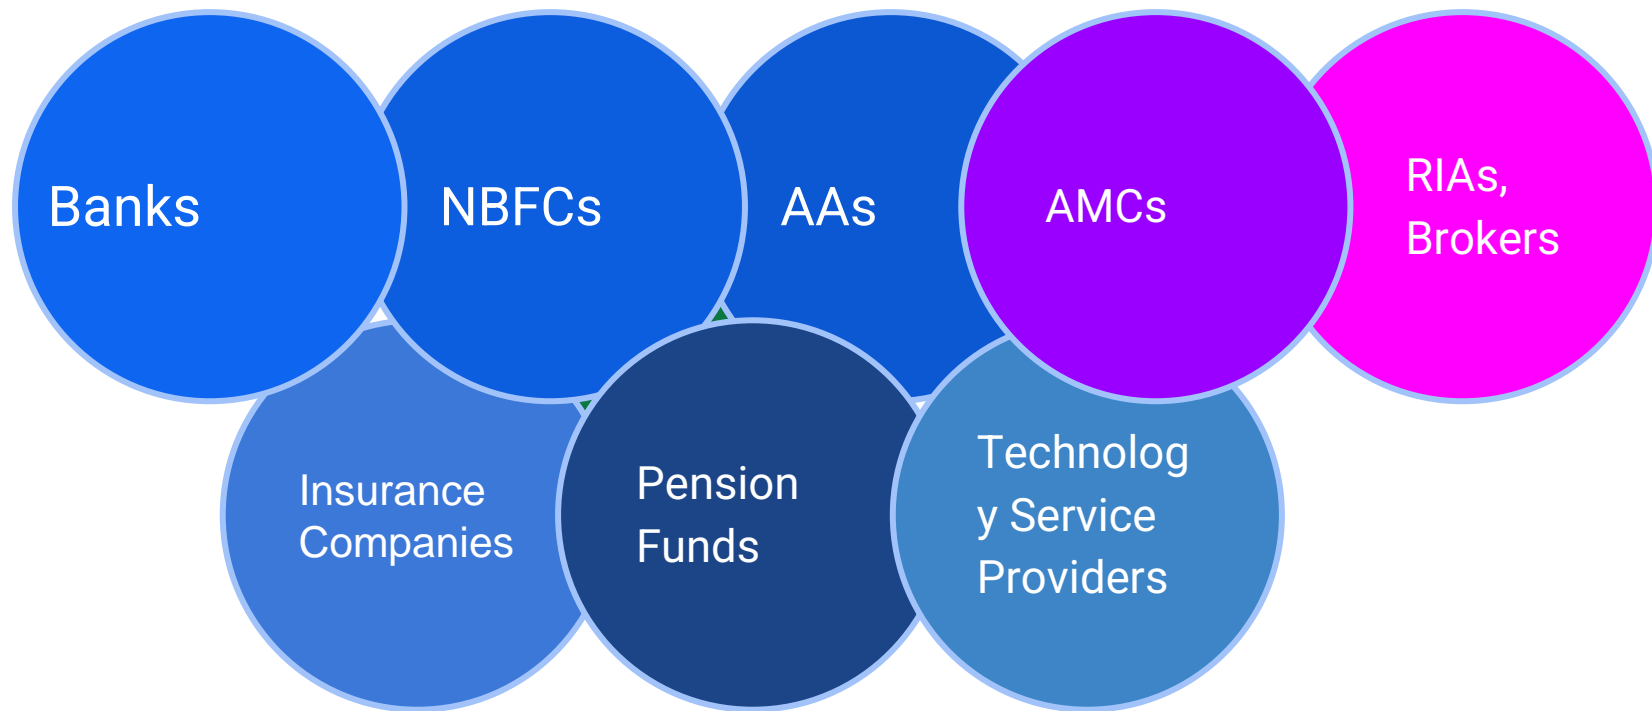 Banks
NBFCs
AAs
AMCs
RIAs,
Brokers
Insurance
Companies
Pension
Funds
Technolog
y Service
Providers